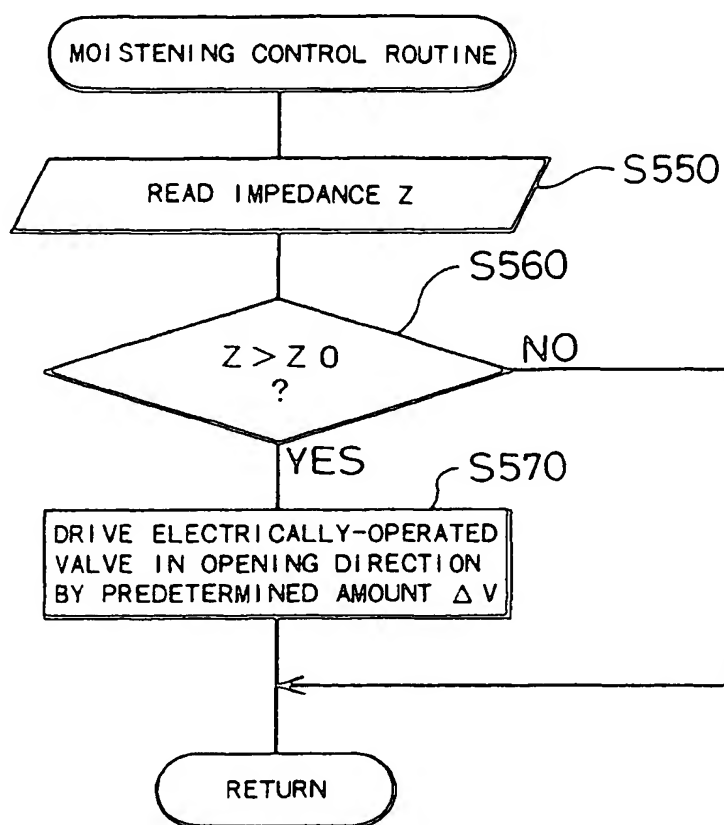 MOISTENING CONTROL ROUTINE
READ IMPEDANCE Z
S550
S560
Z > Z 0
?
NO
YES
S570
DRIVE ELECTRICALLY-OPERATED
VALVE IN OPENING DIRECTION
BY PREDETERMINED AMOUNT Δ V
RETURN